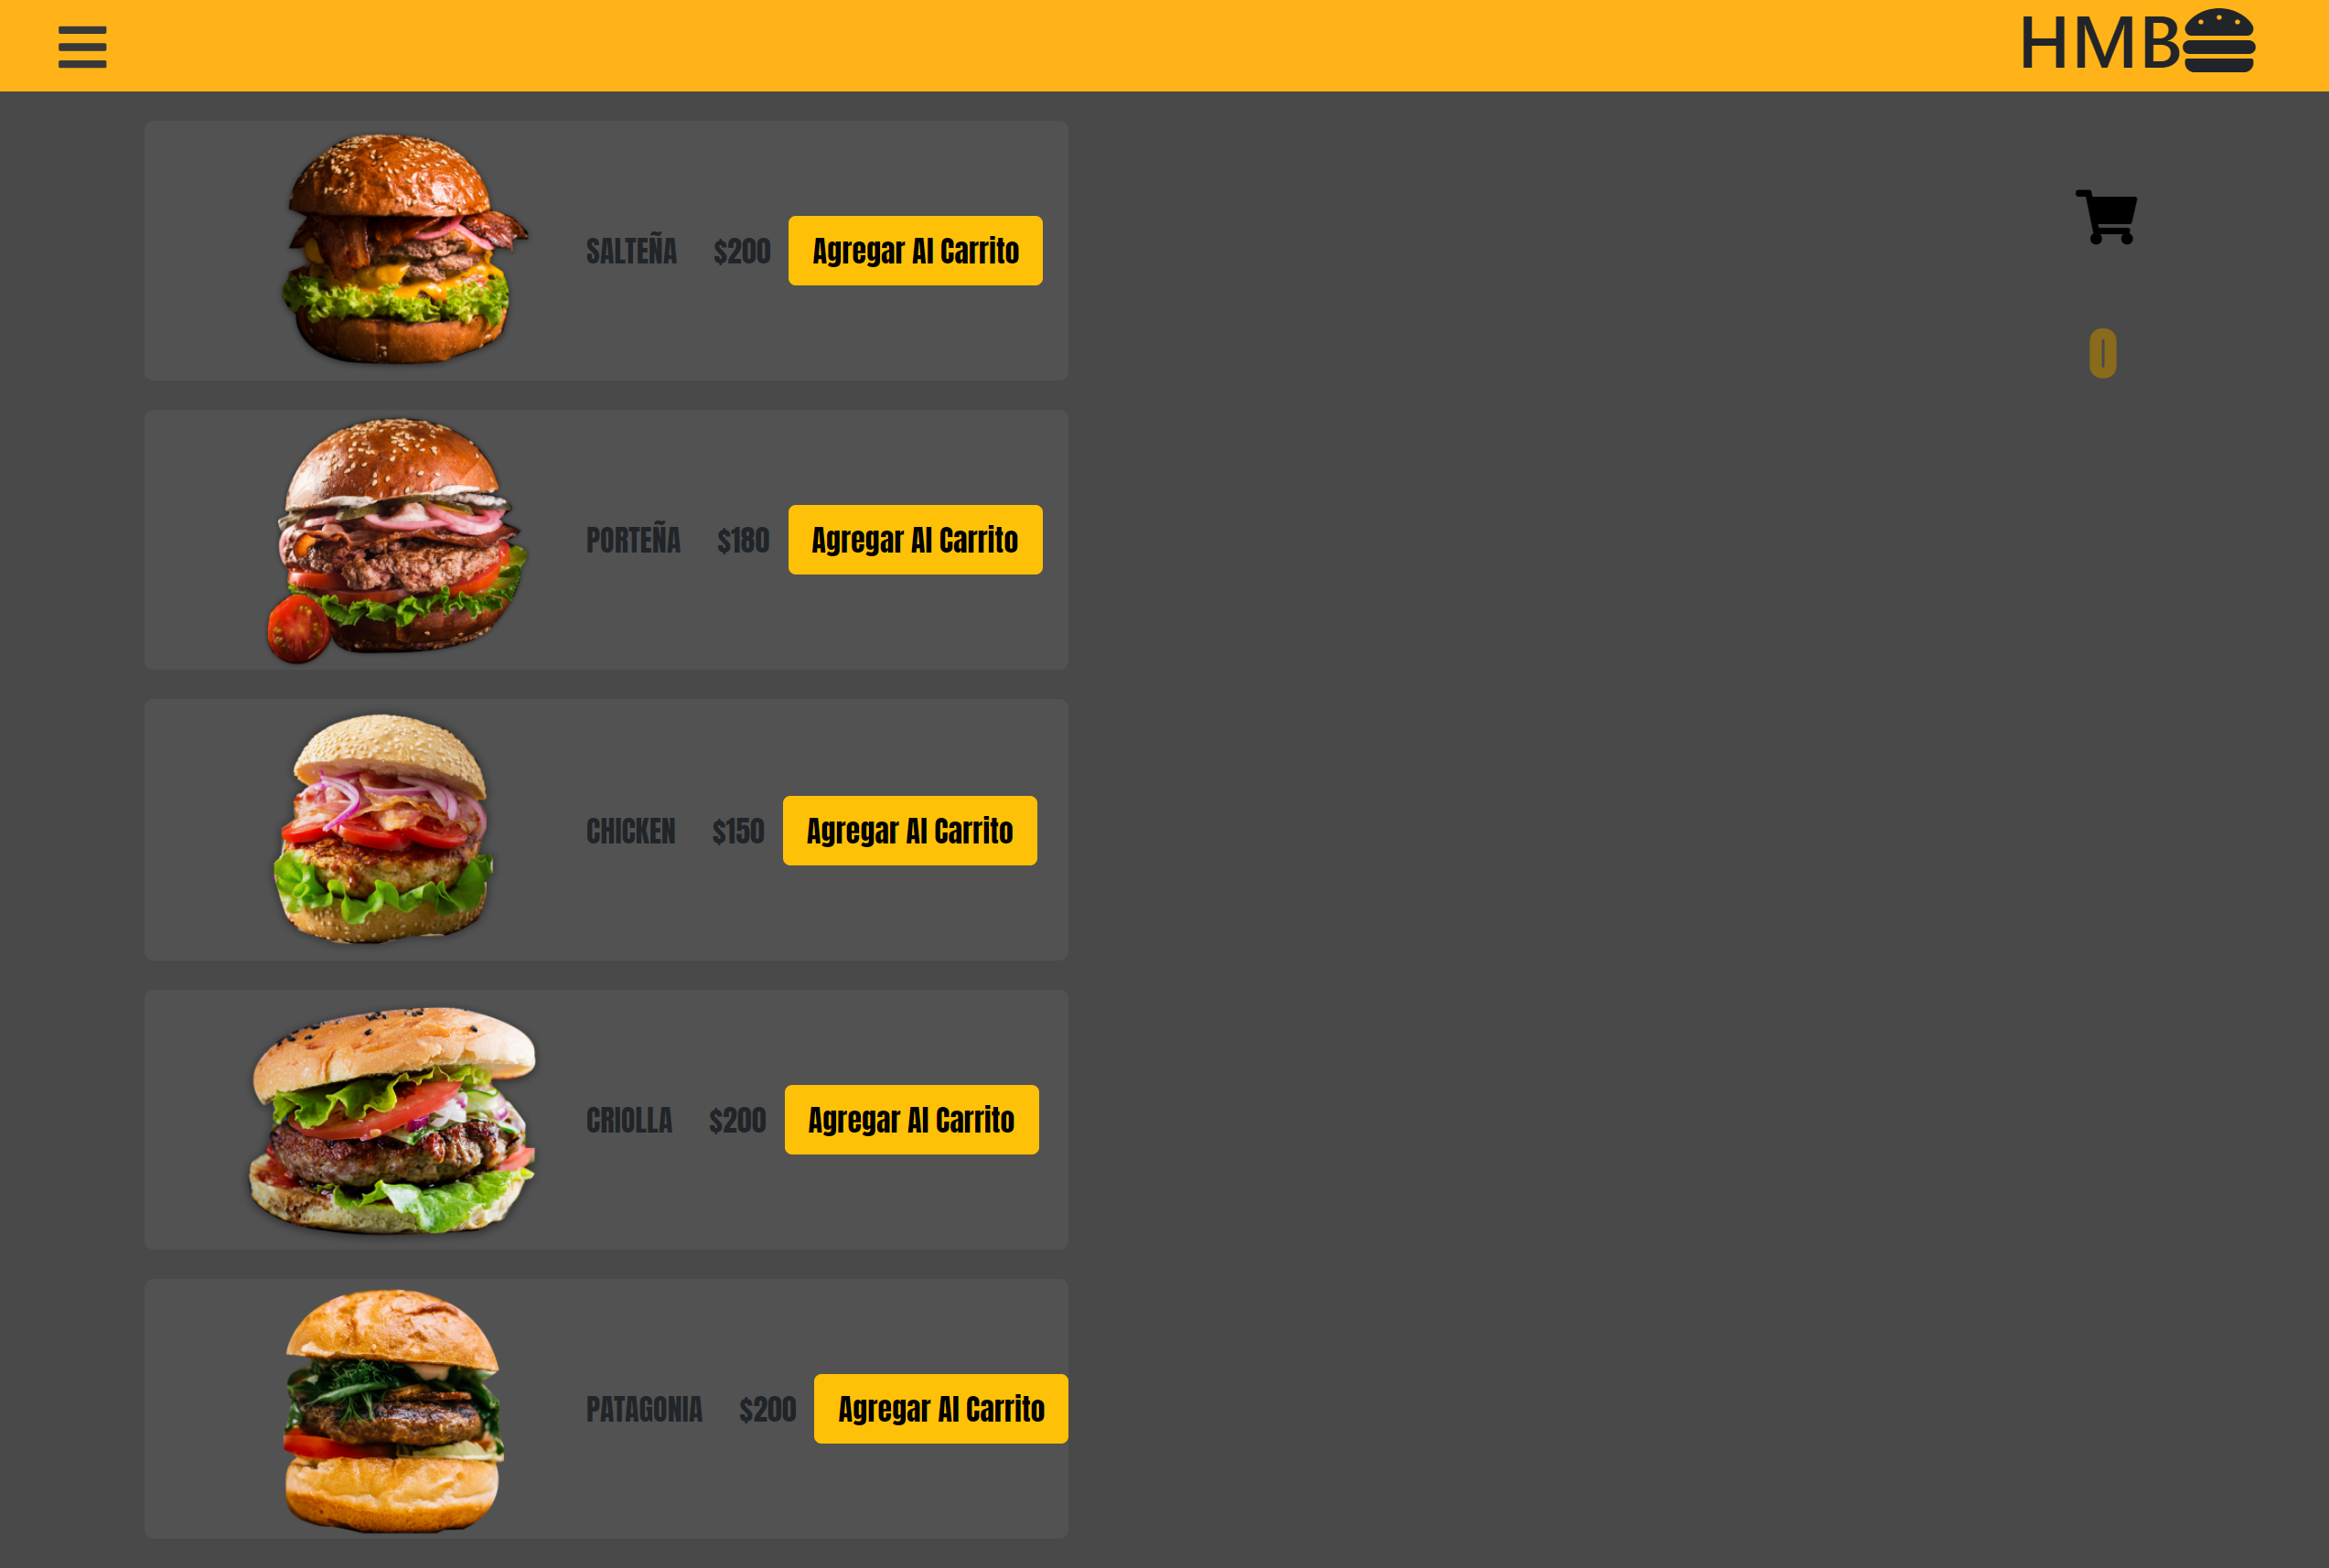 HMB
SALTEÑA $200 Agregar Al Carrito
0
PORTEÑA $180 Agregar Al Carrito
CHICKEN $150 Agregar Al Carrito
CRIOLLA $200 Agregar Al Carrito
PATAGONIA $200 Agregar Al Carrito